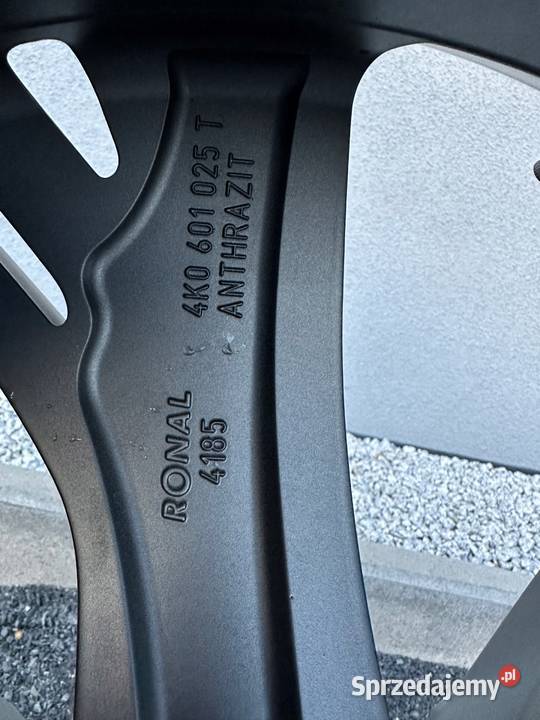 4K0 601 025 T
ANTHRAZIT
RONAL
4185
Sprzedajemy.pl